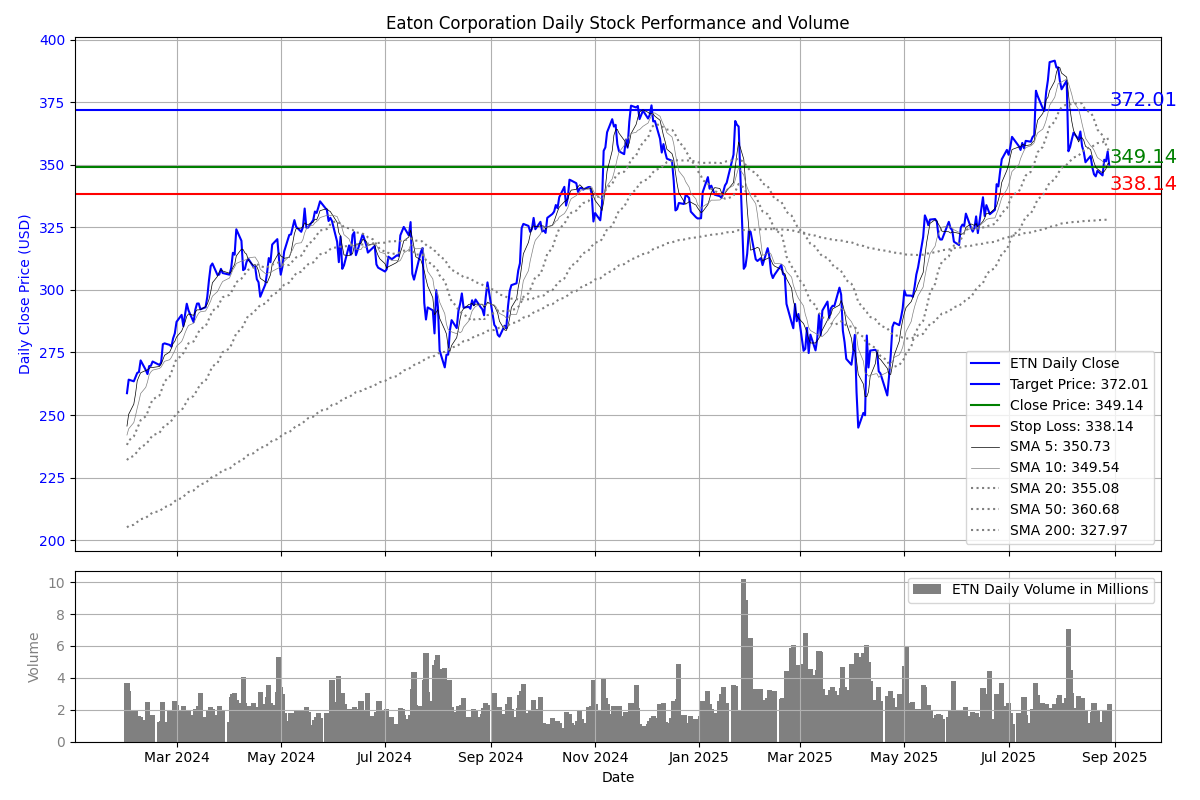 Eaton Corporation Daily Stock Performance and Volume
400
375
350
325
300
275
250
225
200
Daily Close Price (USD)
372.01
349.14
338.14
ETN Daily Close
Target Price: 372.01
Close Price: 349.14
Stop Loss: 338.14
SMA 5: 350.73
SMA 10: 349.54
SMA 20: 355.08
SMA 50: 360.68
SMA 200: 327.97
10
8
6
4
2
0
Volume
ETN Daily Volume in Millions
Mar 2024
May 2024
Jul 2024
Sep 2024
Nov 2024
Jan 2025
Mar 2025
May 2025
Jul 2025
Sep 2025
Date